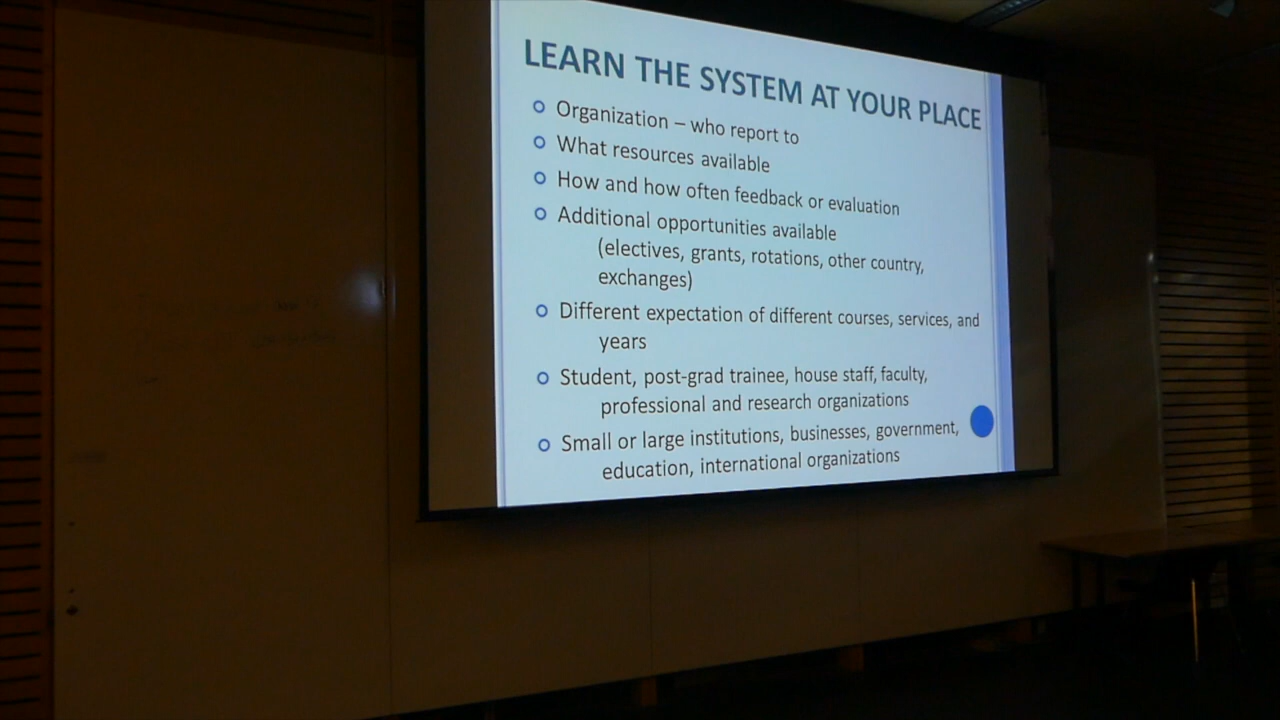 LEARN THE SYSTEM AT YOUR PLACE
Organization – who report to
What resources available
How and how often feedback or evaluation
Additional opportunities available
(electives, grants, rotations, other country,
exchanges)
Different expectation of different courses, services, and
years
Student, post-grad trainee, house staff, faculty,
professional and research organizations
Small or large institutions, businesses, government,
education, international organizations